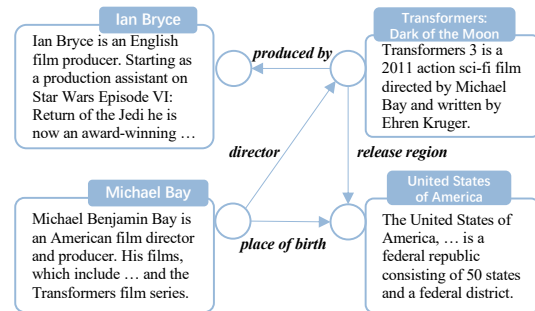 Ian Bryce
Ian Bryce is an English
film producer. Starting as
a production assistant on
Star Wars Episode VI:
Return of the Jedi he is
now an award-winning …
produced by
Transformers:
Dark of the Moon
Transformers 3 is a
2011 action sci-fi film
directed by Michael
Bay and written by
Ehren Kruger.
director
release region
Michael Bay
Michael Benjamin Bay is
an American film director
and producer. His films,
which include … and the
Transformers film series.
place of birth
United States
of America
The United States of
America, … is a
federal republic
consisting of 50 states
and a federal district.